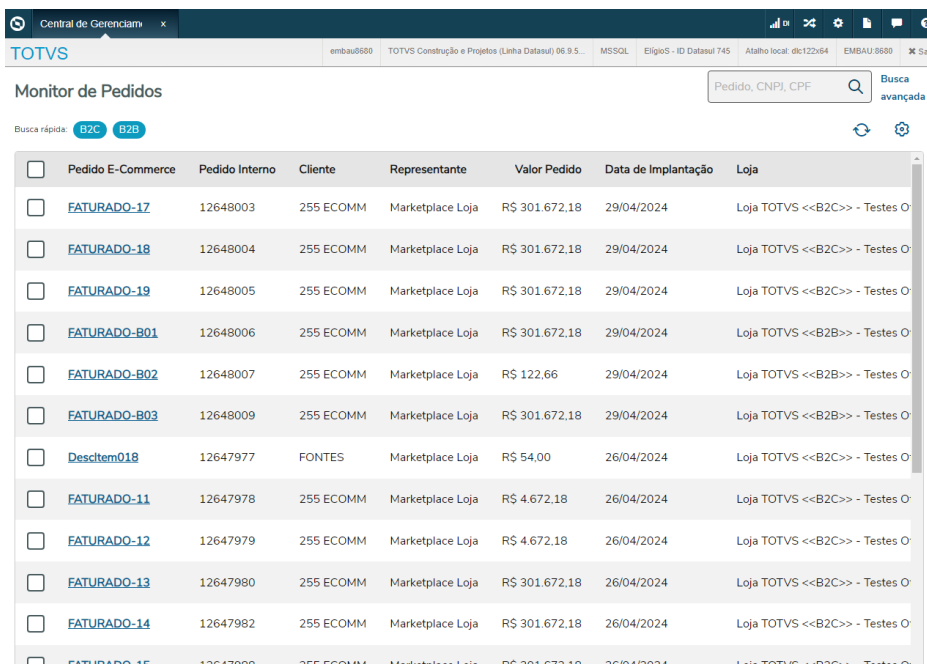 Central de Gerenciam x DI
TOTVS embau8680 TOTVS Construção e Projetos (Linha Datasul) 06.9.5... MSSQL ElígioS - ID Datasul 745 Atalho local: dlc122x64 EMBAU:8680 Sa
Monitor de Pedidos Pedido, CNPJ, CPF Busca avançada
Busca rápida: B2C B2B
Pedido E-Commerce Pedido Interno Cliente Representante Valor Pedido Data de Implantação Loja
FATURADO-17 12648003 255 ECOMM Marketplace Loja R$ 301.672,18 29/04/2024 Loja TOTVS <<B2C>> - Testes O
FATURADO-18 12648004 255 ECOMM Marketplace Loja R$ 301.672,18 29/04/2024 Loja TOTVS <<B2C>> - Testes O
FATURADO-19 12648005 255 ECOMM Marketplace Loja R$ 301.672,18 29/04/2024 Loja TOTVS <<B2C>> - Testes O
FATURADO-B01 12648006 255 ECOMM Marketplace Loja R$ 301.672,18 29/04/2024 Loja TOTVS <<B2B>> - Testes O
FATURADO-B02 12648007 255 ECOMM Marketplace Loja R$ 122,66 29/04/2024 Loja TOTVS <<B2B>> - Testes O
FATURADO-B03 12648009 255 ECOMM Marketplace Loja R$ 301.672,18 29/04/2024 Loja TOTVS <<B2B>> - Testes O
DescItem018 12647977 FONTES Marketplace Loja R$ 54,00 26/04/2024 Loja TOTVS <<B2C>> - Testes O
FATURADO-11 12647978 255 ECOMM Marketplace Loja R$ 4.672,18 26/04/2024 Loja TOTVS <<B2C>> - Testes O
FATURADO-12 12647979 255 ECOMM Marketplace Loja R$ 4.672,18 26/04/2024 Loja TOTVS <<B2C>> - Testes O
FATURADO-13 12647980 255 ECOMM Marketplace Loja R$ 301.672,18 26/04/2024 Loja TOTVS <<B2C>> - Testes O
FATURADO-14 12647982 255 ECOMM Marketplace Loja R$ 301.672,18 26/04/2024 Loja TOTVS <<B2C>> - Testes O